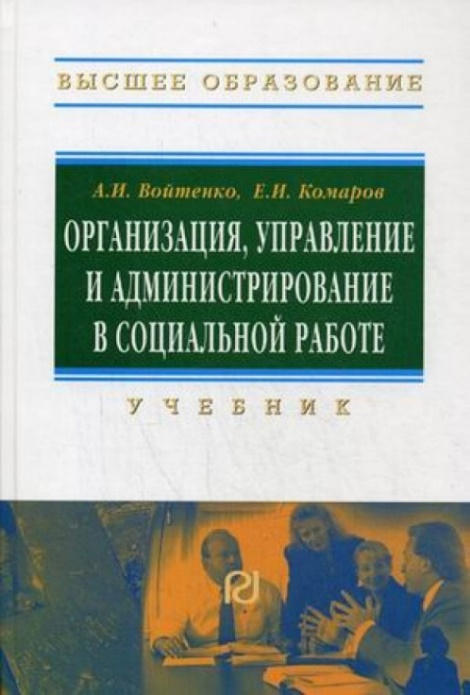 ВЫСШЕЕ ОБРАЗОВАНИЕ
А.И. Войтенко, Е.И. Комаров
ОРГАНИЗАЦИЯ, УПРАВЛЕНИЕ
И АДМИНИСТРИРОВАНИЕ
В СОЦИАЛЬНОЙ РАБОТЕ
УЧЕБНИК